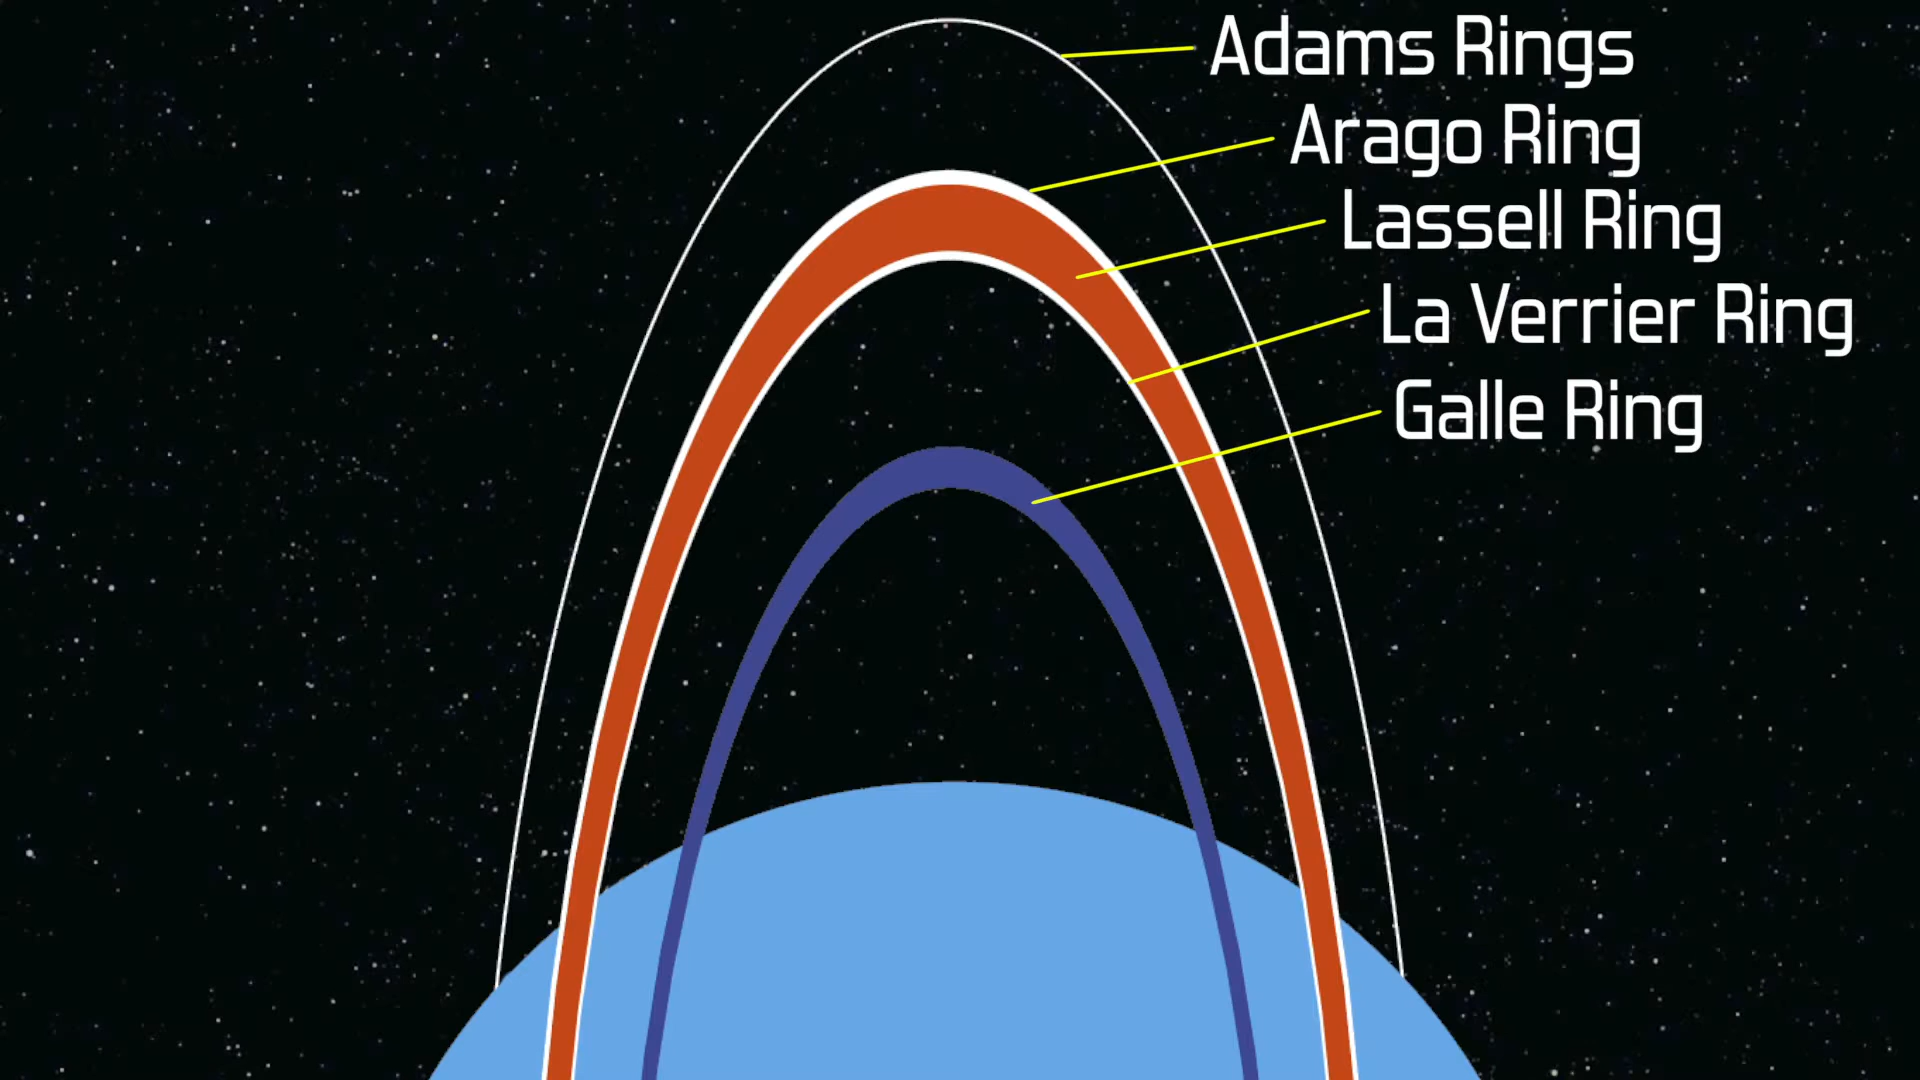 Adams Rings
Arago Ring
Lassell Ring
La Verrier Ring
Galle Ring